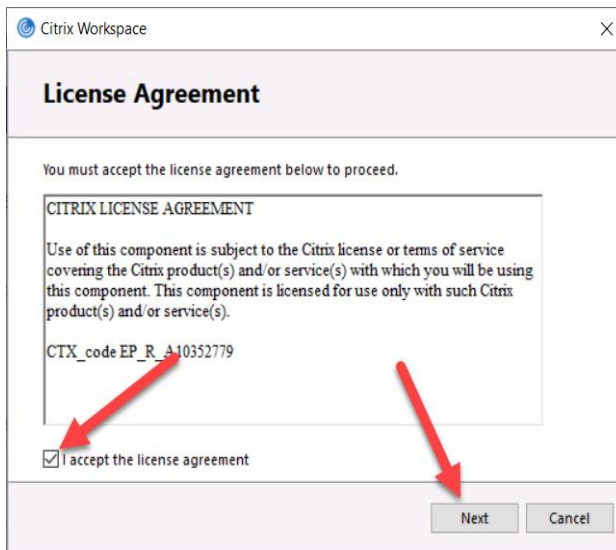 Citrix Workspace
License Agreement
You must accept the license agreement below to proceed.
CITRIX LICENSE AGREEMENT
Use of this component is subject to the Citrix license or terms of service
covering the Citrix product(s) and/or service(s) with which you will be using
this component. This component is licensed for use only with such Citrix
product(s) and/or service(s).
CTX_code EP_R_A10352779
I accept the license agreement
Next Cancel